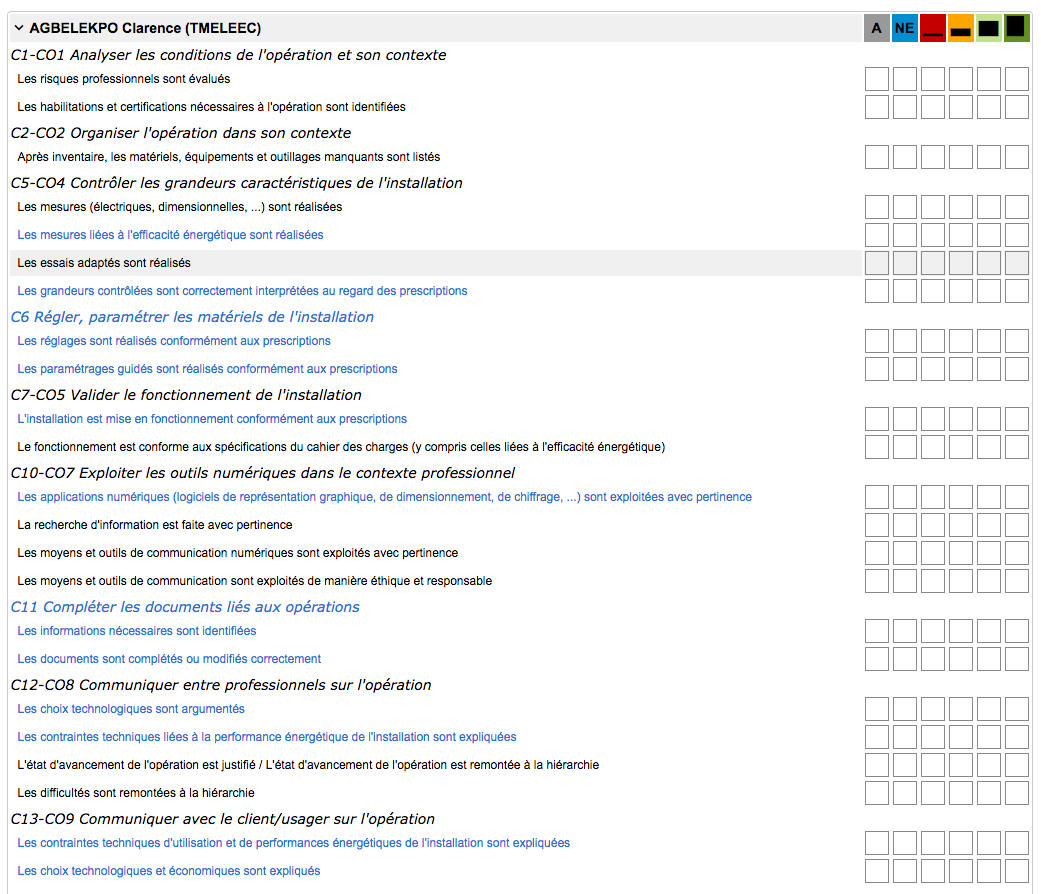 AGBELEKPO Clarence (TMELEEC) A NE
C1-CO1 Analyser les conditions de l'opération et son contexte
Les risques professionnels sont évalués
Les habilitations et certifications nécessaires à l'opération sont identifiées
C2-CO2 Organiser l'opération dans son contexte
Après inventaire, les matériels, équipements et outillages manquants sont listés
C5-CO4 Contrôler les grandeurs caractéristiques de l'installation
Les mesures (électriques, dimensionnelles, ...) sont réalisées
Les mesures liées à l'efficacité énergétique sont réalisées
Les essais adaptés sont réalisés
Les grandeurs contrôlées sont correctement interprétées au regard des prescriptions
C6 Régler, paramétrer les matériels de l'installation
Les réglages sont réalisés conformément aux prescriptions
Les paramétrages guidés sont réalisés conformément aux prescriptions
C7-CO5 Valider le fonctionnement de l'installation
L'installation est mise en fonctionnement conformément aux prescriptions
Le fonctionnement est conforme aux spécifications du cahier des charges (y compris celles liées à l'efficacité énergétique)
C10-CO7 Exploiter les outils numériques dans le contexte professionnel
Les applications numériques (logiciels de représentation graphique, de dimensionnement, de chiffrage, ...) sont exploitées avec pertinence
La recherche d'information est faite avec pertinence
Les moyens et outils de communication numériques sont exploités avec pertinence
Les moyens et outils de communication sont exploités de manière éthique et responsable
C11 Compléter les documents liés aux opérations
Les informations nécessaires sont identifiées
Les documents sont complétés ou modifiés correctement
C12-CO8 Communiquer entre professionnels sur l'opération
Les choix technologiques sont argumentés
Les contraintes techniques liées à la performance énergétique de l'installation sont expliquées
L'état d'avancement de l'opération est justifié / L'état d'avancement de l'opération est remontée à la hiérarchie
Les difficultés sont remontées à la hiérarchie
C13-CO9 Communiquer avec le client/usager sur l'opération
Les contraintes techniques d'utilisation et de performances énergétiques de l'installation sont expliquées
Les choix technologiques et économiques sont expliqués